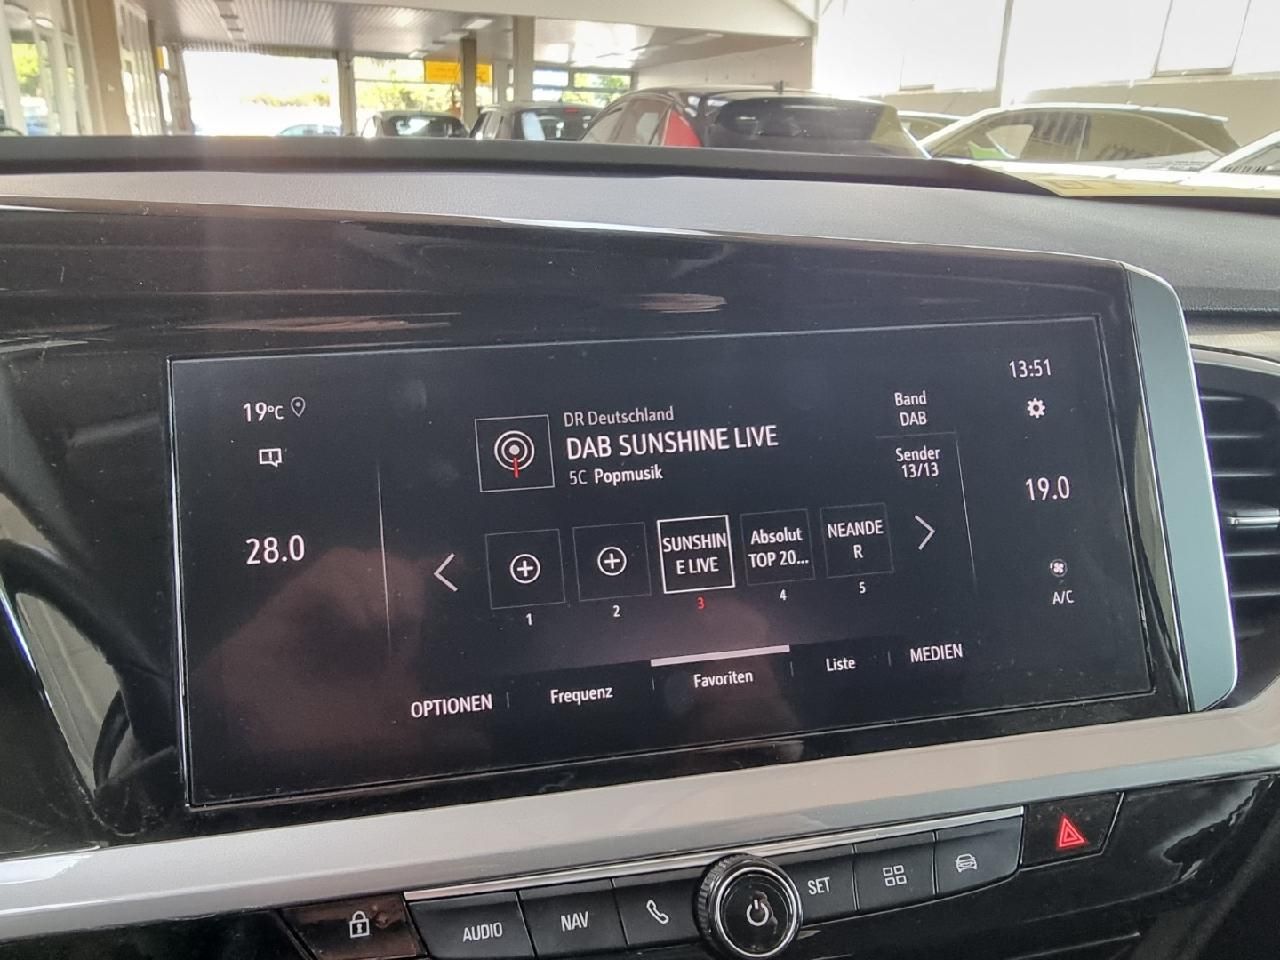 19°C
28.0
DR Deutschland
DAB SUNSHINE LIVE
5C Popmusik
Band
DAB
Sender
13/13
13:51
19.0
A/C
SUNSHIN
E LIVE
Absolut
TOP 20...
NEANDE
R
1
2
3
4
5
OPTIONEN
Frequenz
Favoriten
Liste
MEDIEN
AUDIO
NAV
SET